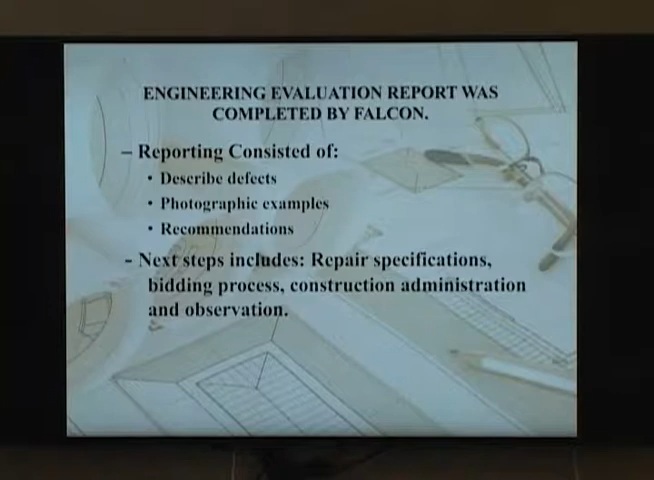 ENGINEERING EVALUATION REPORT WAS
COMPLETED BY FALCON.
– Reporting Consisted of:
• Describe defects
• Photographic examples
• Recommendations
- Next steps includes: Repair specifications,
bidding process, construction administration
and observation.